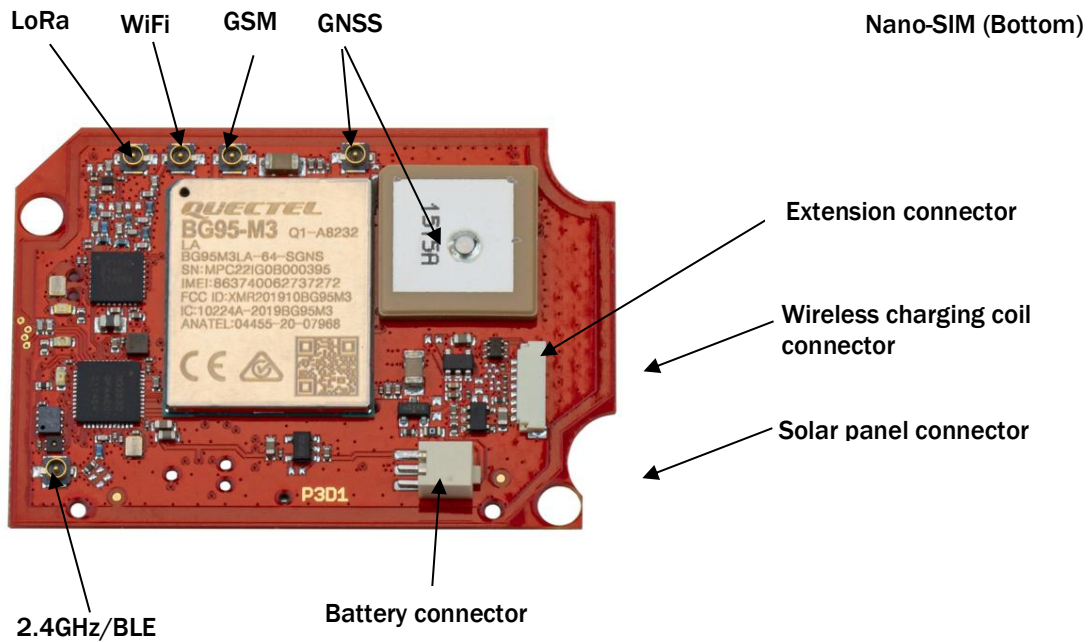 LoRa WiFi GSM GNSS Nano-SIM (Bottom)
QUECTEL
BG95-M3 Q1-A8232
LA
BG95M3LA-64-SGNS
SN:MPC22IG0B000395
IMEI:863740062737272
FCC ID:XMR201910BG95M3
IC:10224A-2019BG95M3
ANATEL:04455-20-07968
CE
1575A
Extension connector
Wireless charging coil
connector
Solar panel connector
P3D1
Battery connector
2.4GHz/BLE